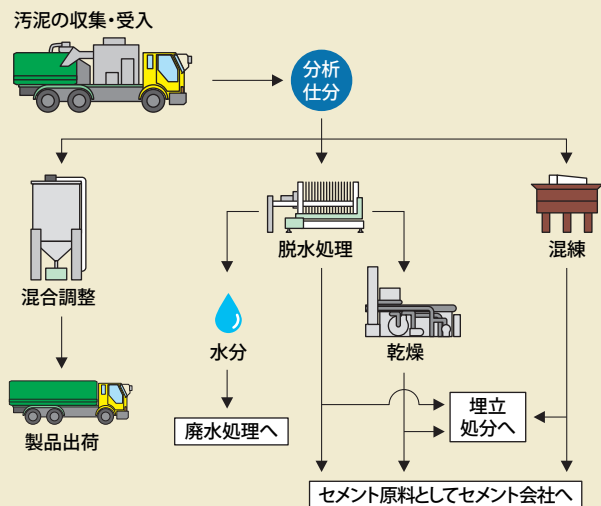 汚泥の収集・受入
分析
仕分
混合調整
脱水処理
混練
水分
乾燥
製品出荷
廃水処理へ
埋立
処分へ
セメント原料としてセメント会社へ